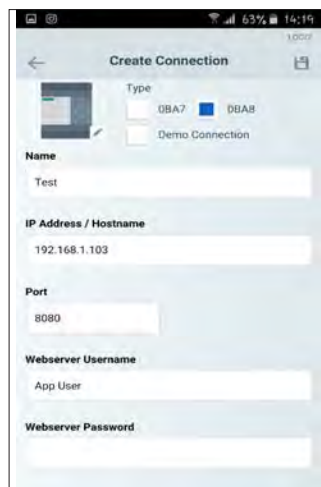 63% 14:19
LOGO!
Create Connection
Type
0BA7 0BA8
Demo Connection
Name
Test
IP Address / Hostname
192.168.1.103
Port
8080
Webserver Username
App User
Webserver Password